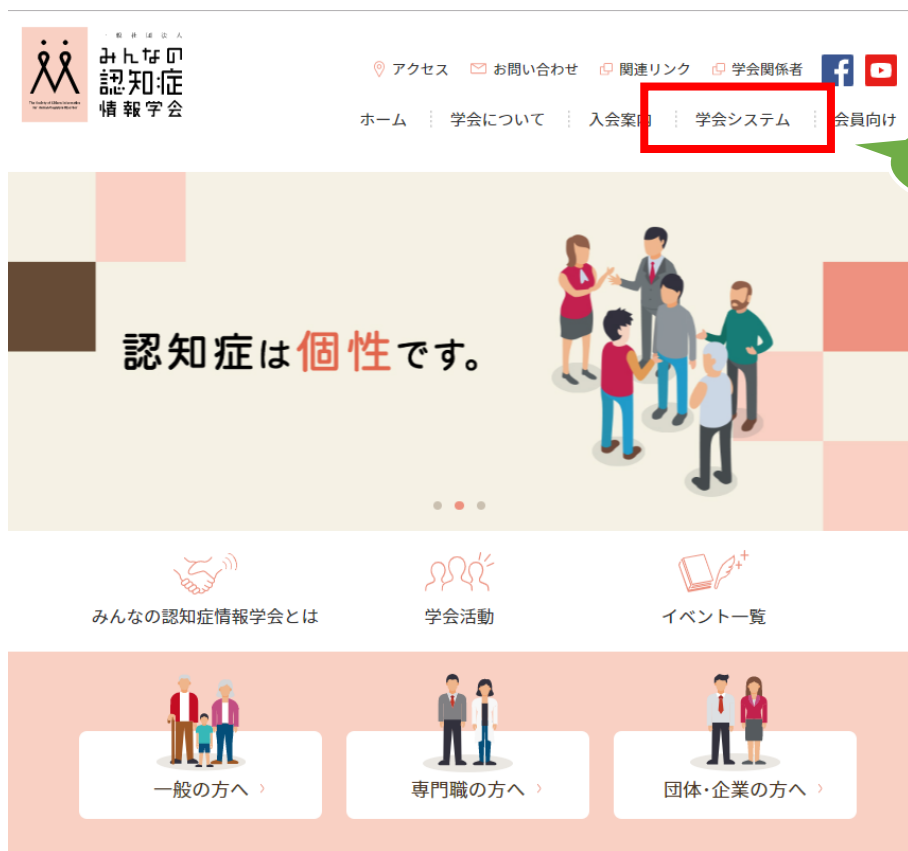 一般社団法人
みんなの
認知症
情報学会
アクセス お問い合わせ 関連リンク 学会関係者
ホーム 学会について 入会案内 学会システム 会員向け
認知症は個性です。
みんなの認知症情報学会とは 学会活動 イベント一覧
一般の方へ 専門職の方へ 団体・企業の方へ